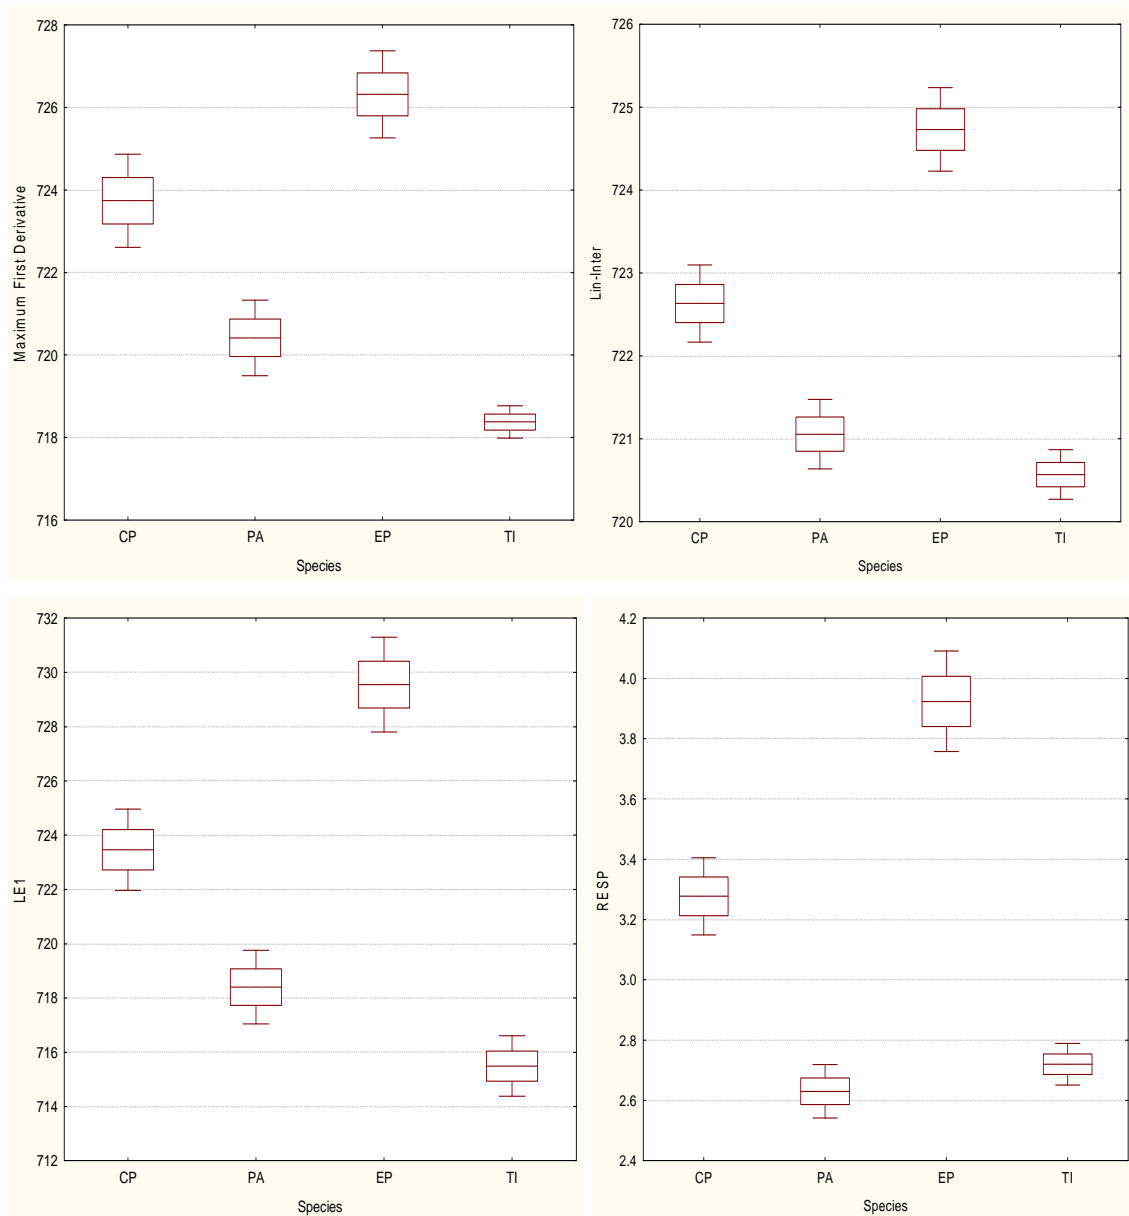 Maximum First Derivative
728
726
724
722
720
718
716
CP PA EP TI
Species
Lin-Inter
726
725
724
723
722
721
720
CP PA EP TI
Species
LE1
732
730
728
726
724
722
720
718
716
714
712
CP PA EP TI
Species
RESP
4.2
4.0
3.8
3.6
3.4
3.2
3.0
2.8
2.6
2.4
CP PA EP TI
Species